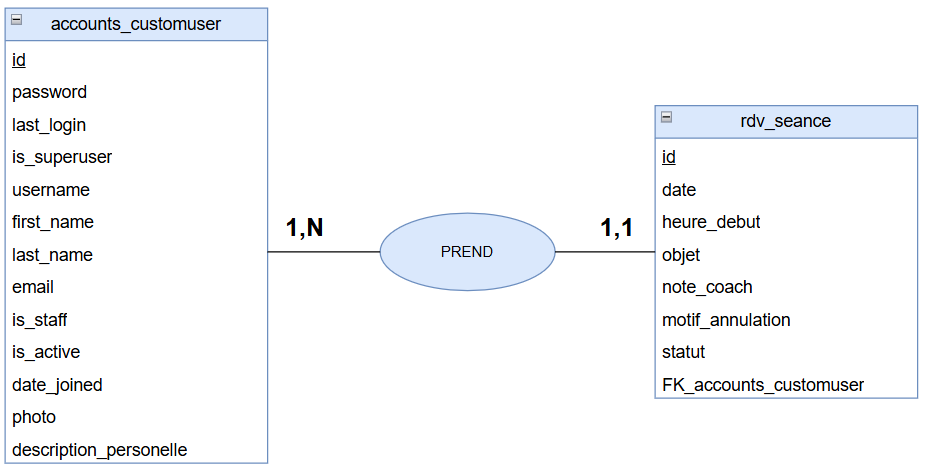 accounts_customuser
id
password
last_login
is_superuser
username
first_name
last_name
email
is_staff
is_active
date_joined
photo
description_personelle
1,N
PREND
1,1
rdv_seance
id
date
heure_debut
objet
note_coach
motif_annulation
statut
FK_accounts_customuser